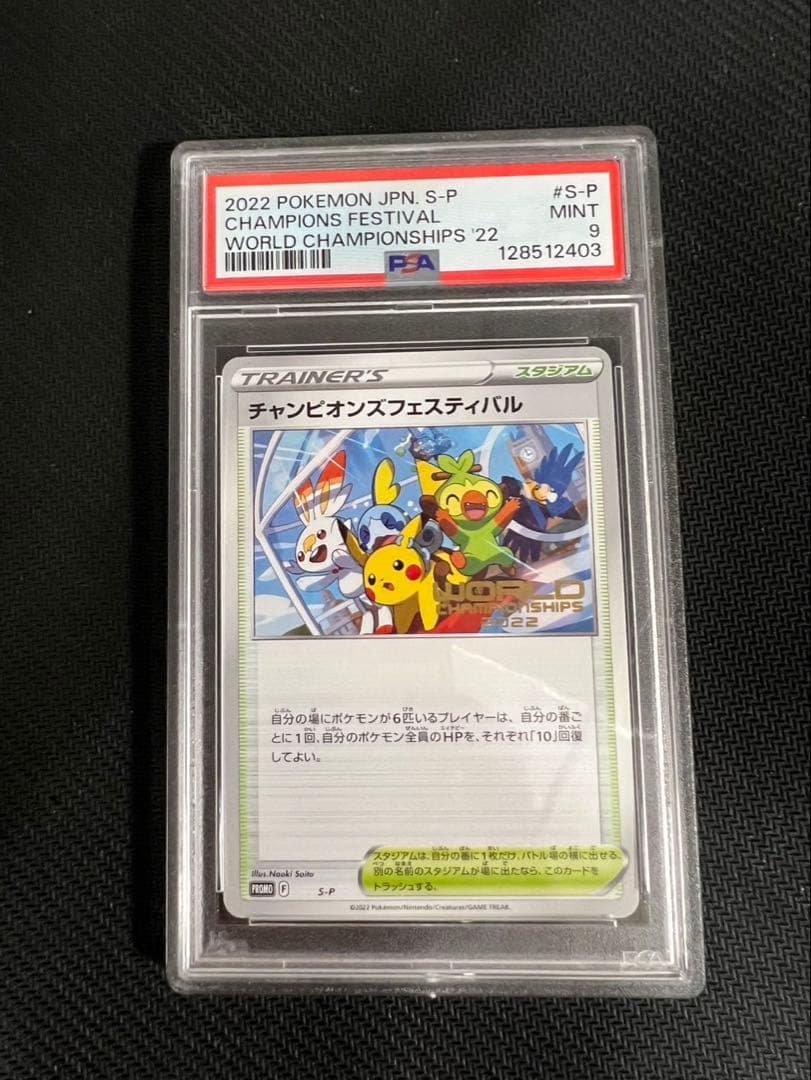 2022 POKEMON JPN. S-P #S-P
CHAMPIONS FESTIVAL MINT
WORLD CHAMPIONSHIPS '22 9
PSA 128512403
TRAINER'S スタジアム
チャンピオンズフェスティバル
WORLD
CHAMPIONSHIPS
2022
自分の場にポケモンが6匹いるプレイヤーは、自分の番ご
とに1回、自分のポケモン全員のHPを、それぞれ「10」回復
してよい。
スタジアムは、自分の番に1枚だけ、バトル場の横に出せる。
別の名前のスタジアムが場に出たなら、このカードを
トラッシュする。
Illus. Naoki Saito
PROMO F S-P
©2022 Pokémon/Nintendo/Creatures/GAME FREAK.